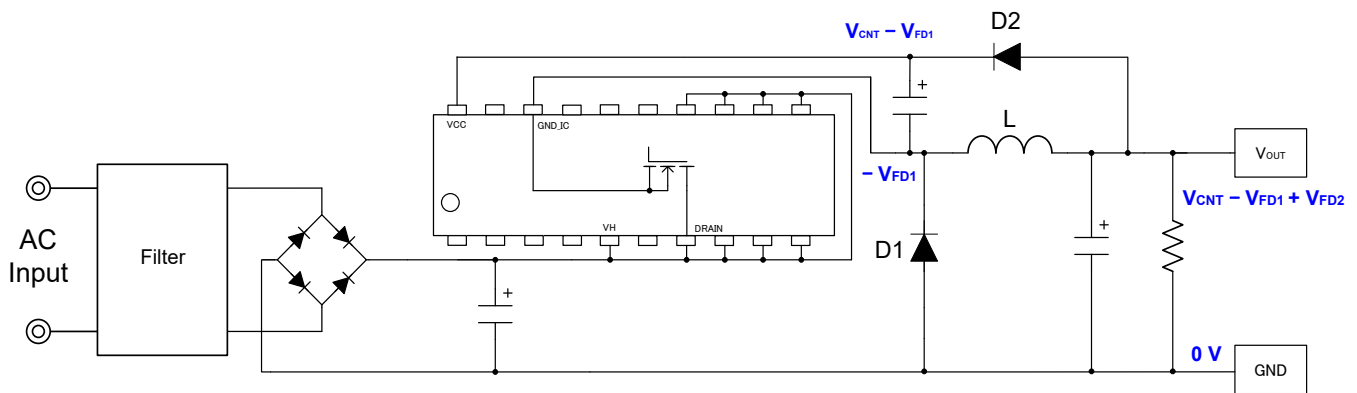 D2
VCNT − VFD1
L
VCC
GND_IC
− VFD1
VOUT
VCNT − VFD1 + VFD2
AC
Input
Filter
VH
DRAIN
D1
0 V
GND
+
+
+